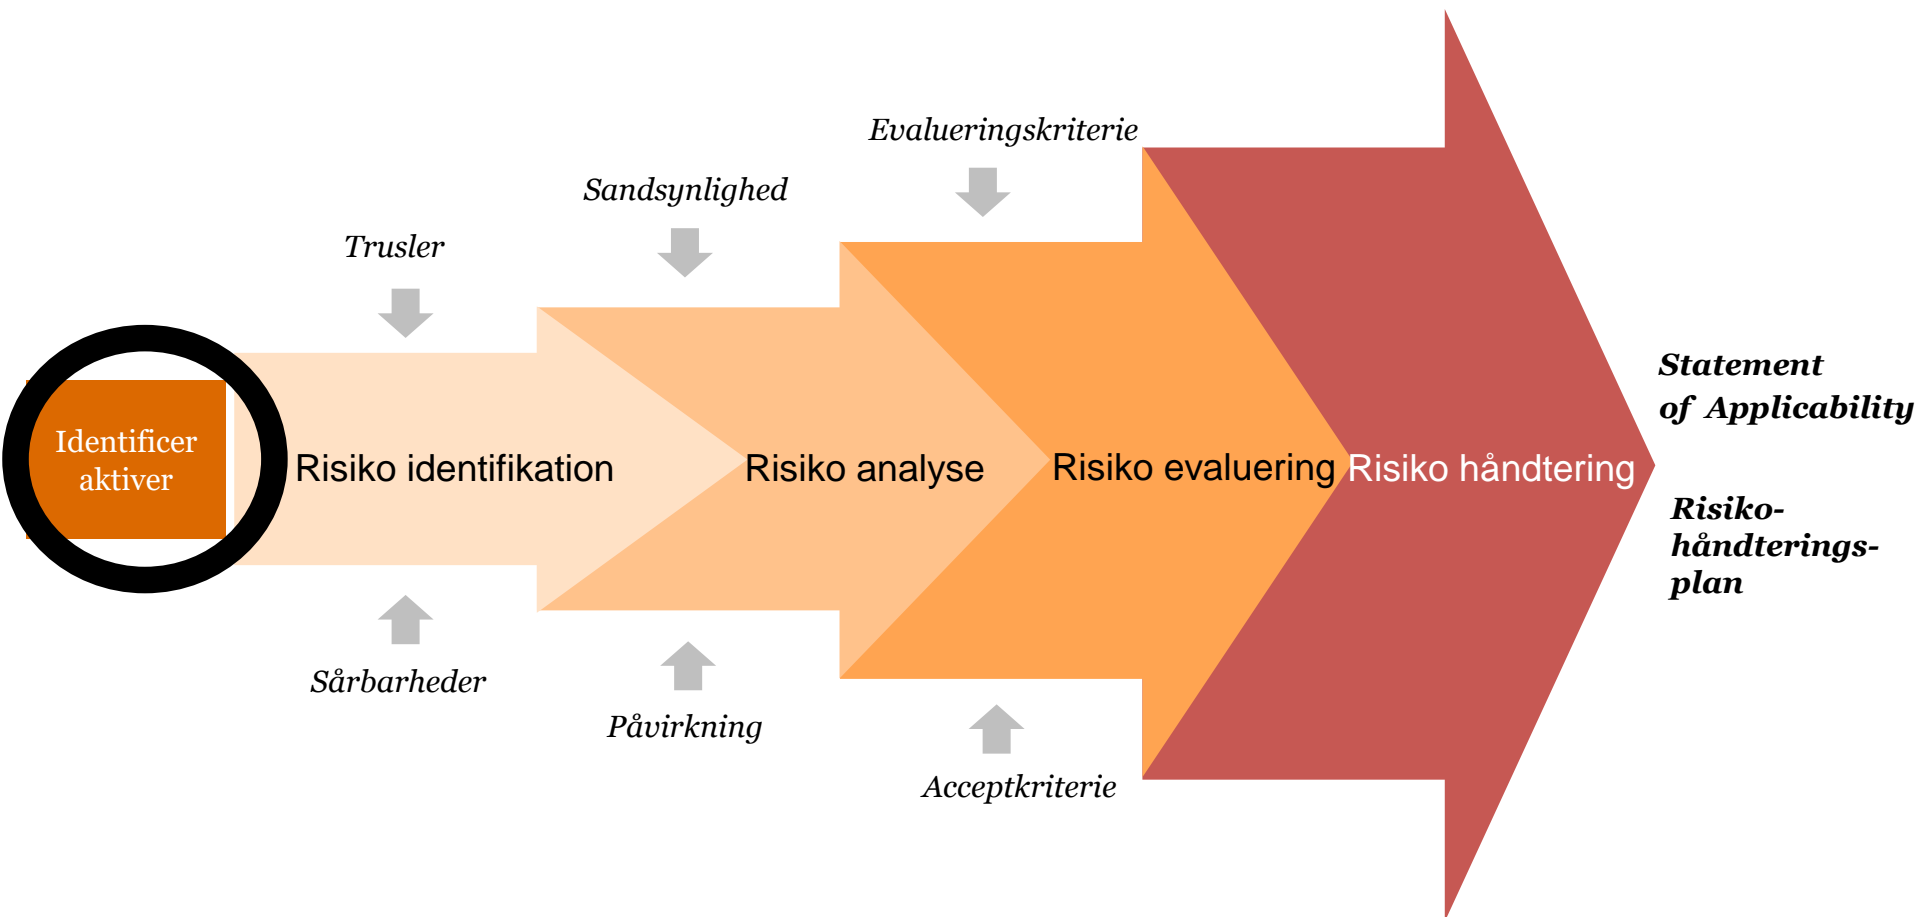 Evalueringskriterie
Sandsynlighed
Trusler
Identificer
aktiver
Risiko identifikation
Risiko analyse
Risiko evaluering
Risiko håndtering
Statement
of Applicability
Risiko-
håndterings-
plan
Sårbarheder
Påvirkning
Acceptkriterie